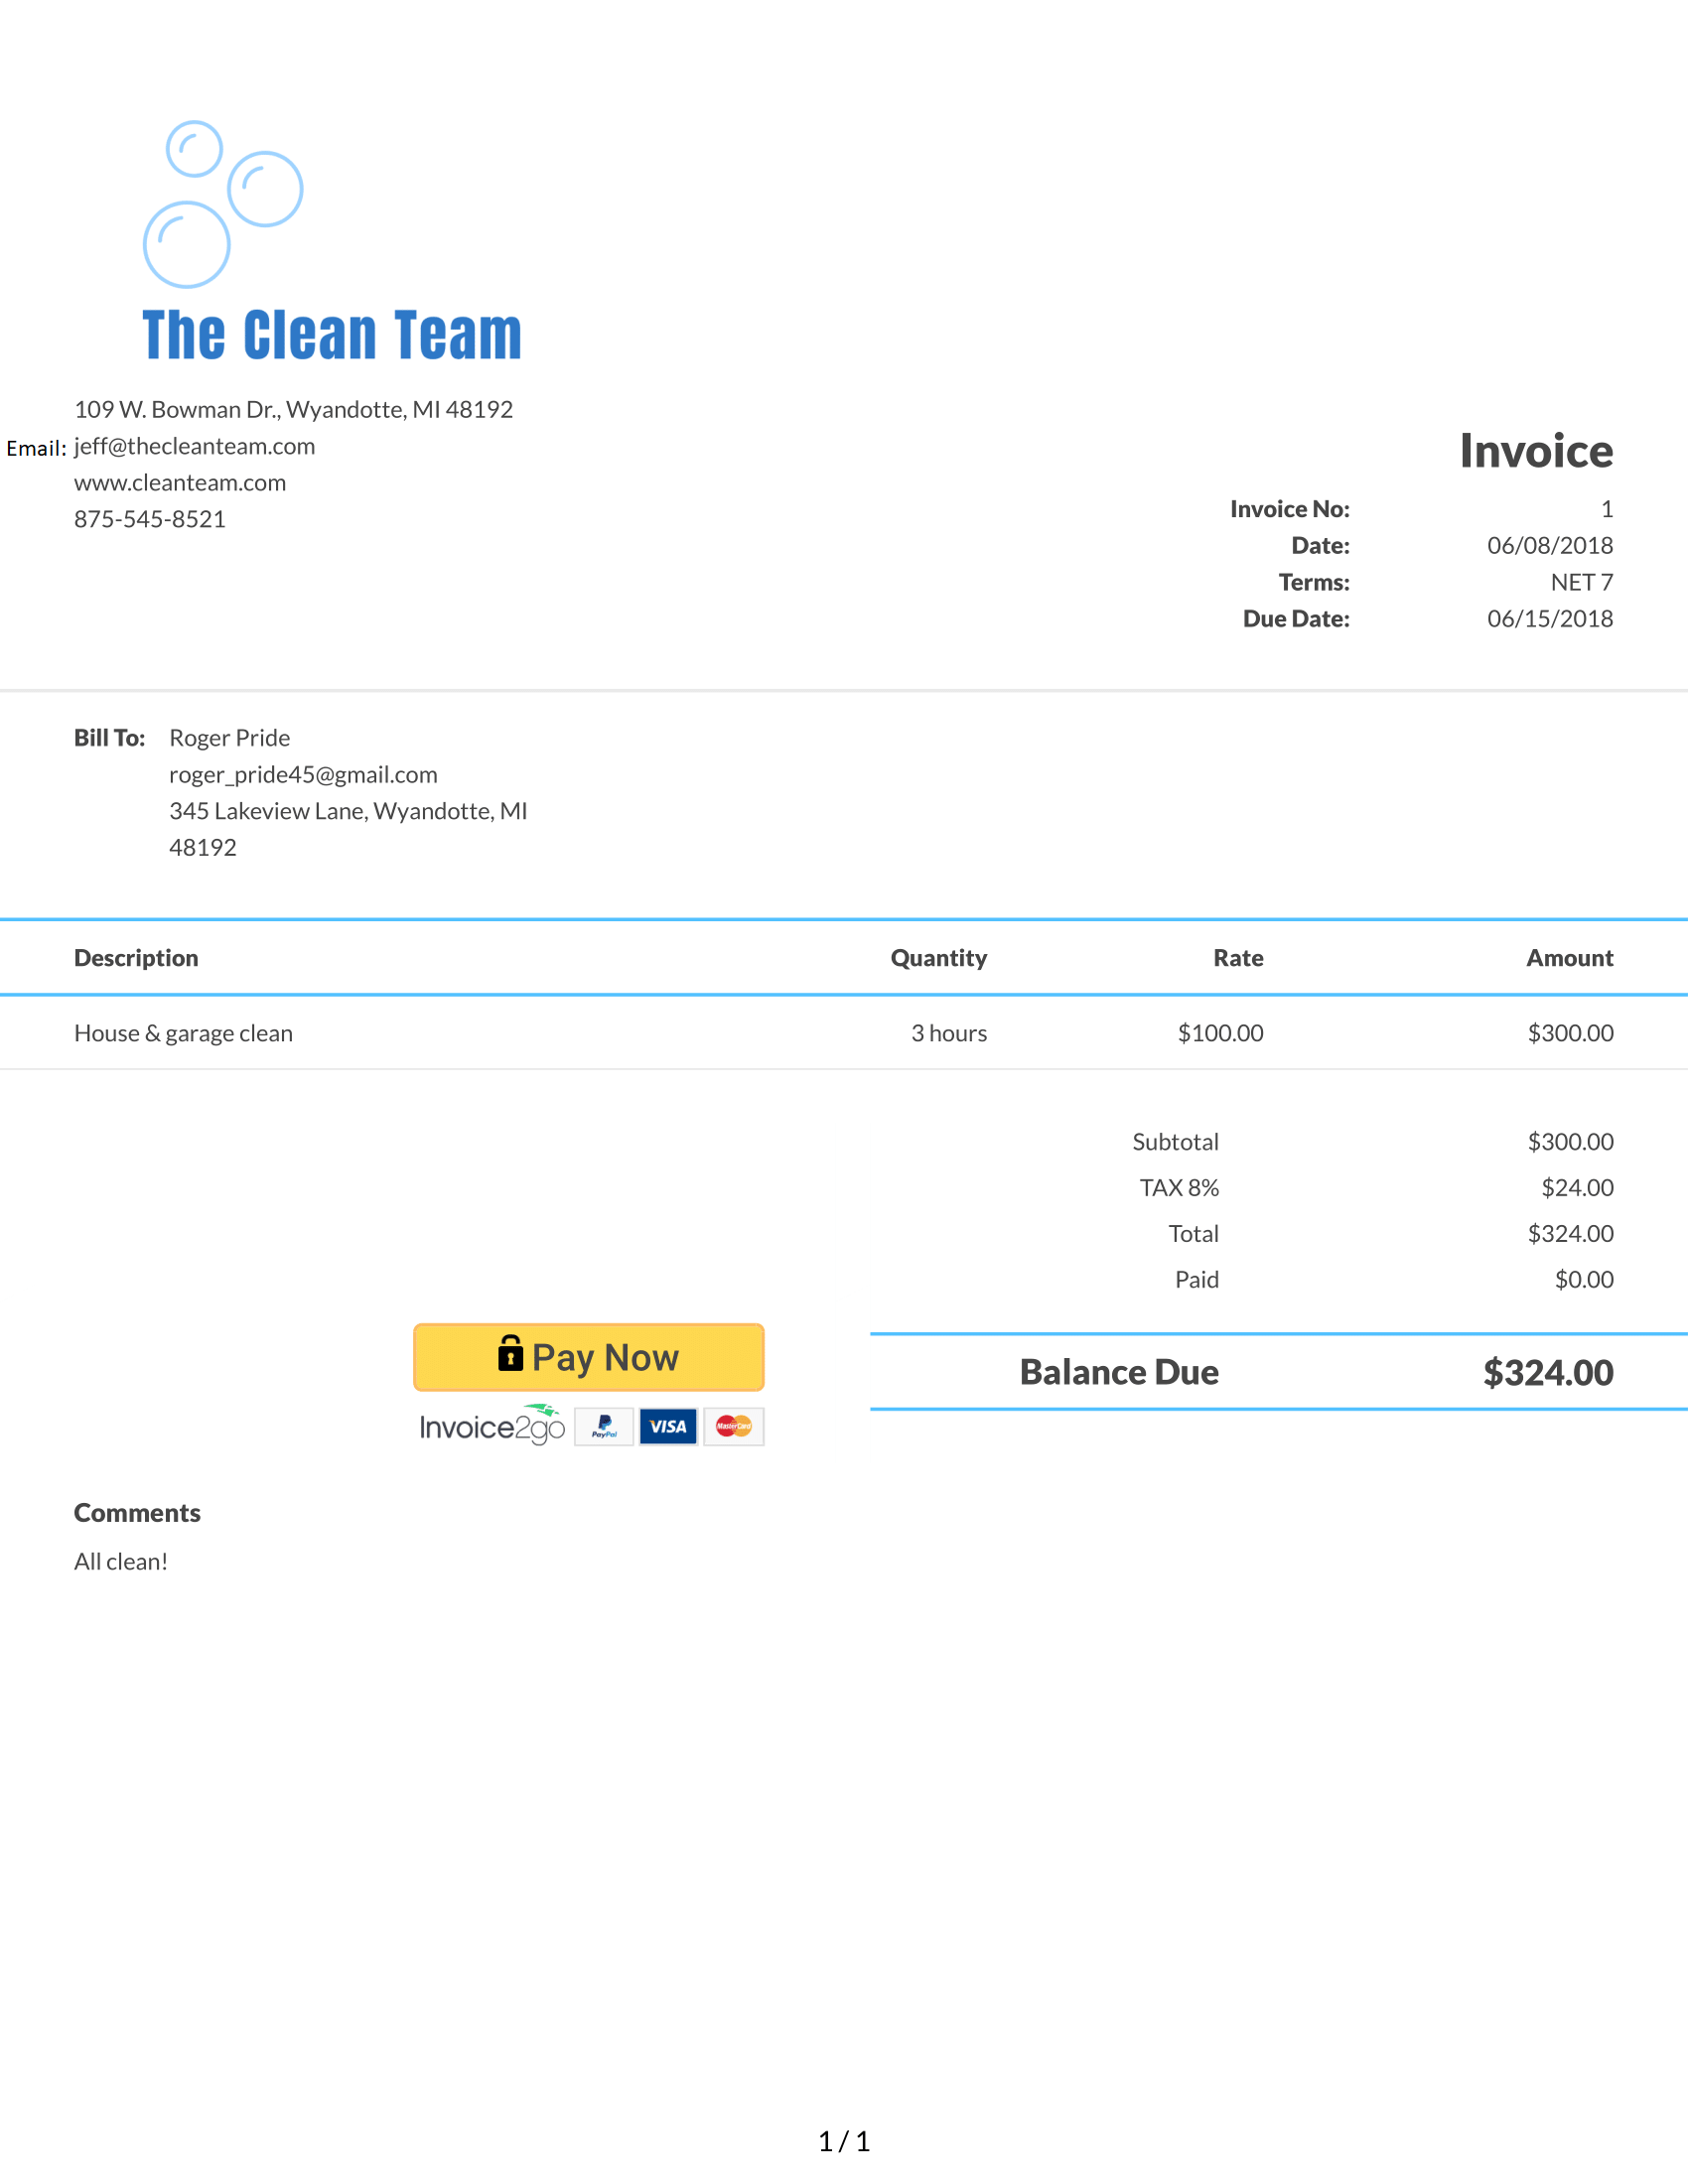 The Clean Team
109 W. Bowman Dr., Wyandotte, MI 48192
Email: jeff@thecleanteam.com
www.cleanteam.com
875-545-8521
Invoice
Invoice No: 1
Date: 06/08/2018
Terms: NET 7
Due Date: 06/15/2018
Bill To: Roger Pride
roger_pride45@gmail.com
345 Lakeview Lane, Wyandotte, MI
48192
Description Quantity Rate Amount
House & garage clean 3 hours $100.00 $300.00
Subtotal $300.00
TAX 8% $24.00
Total $324.00
Paid $0.00
Pay Now
Balance Due $324.00
Invoice2go PayPal VISA MasterCard
Comments
All clean!
1 / 1